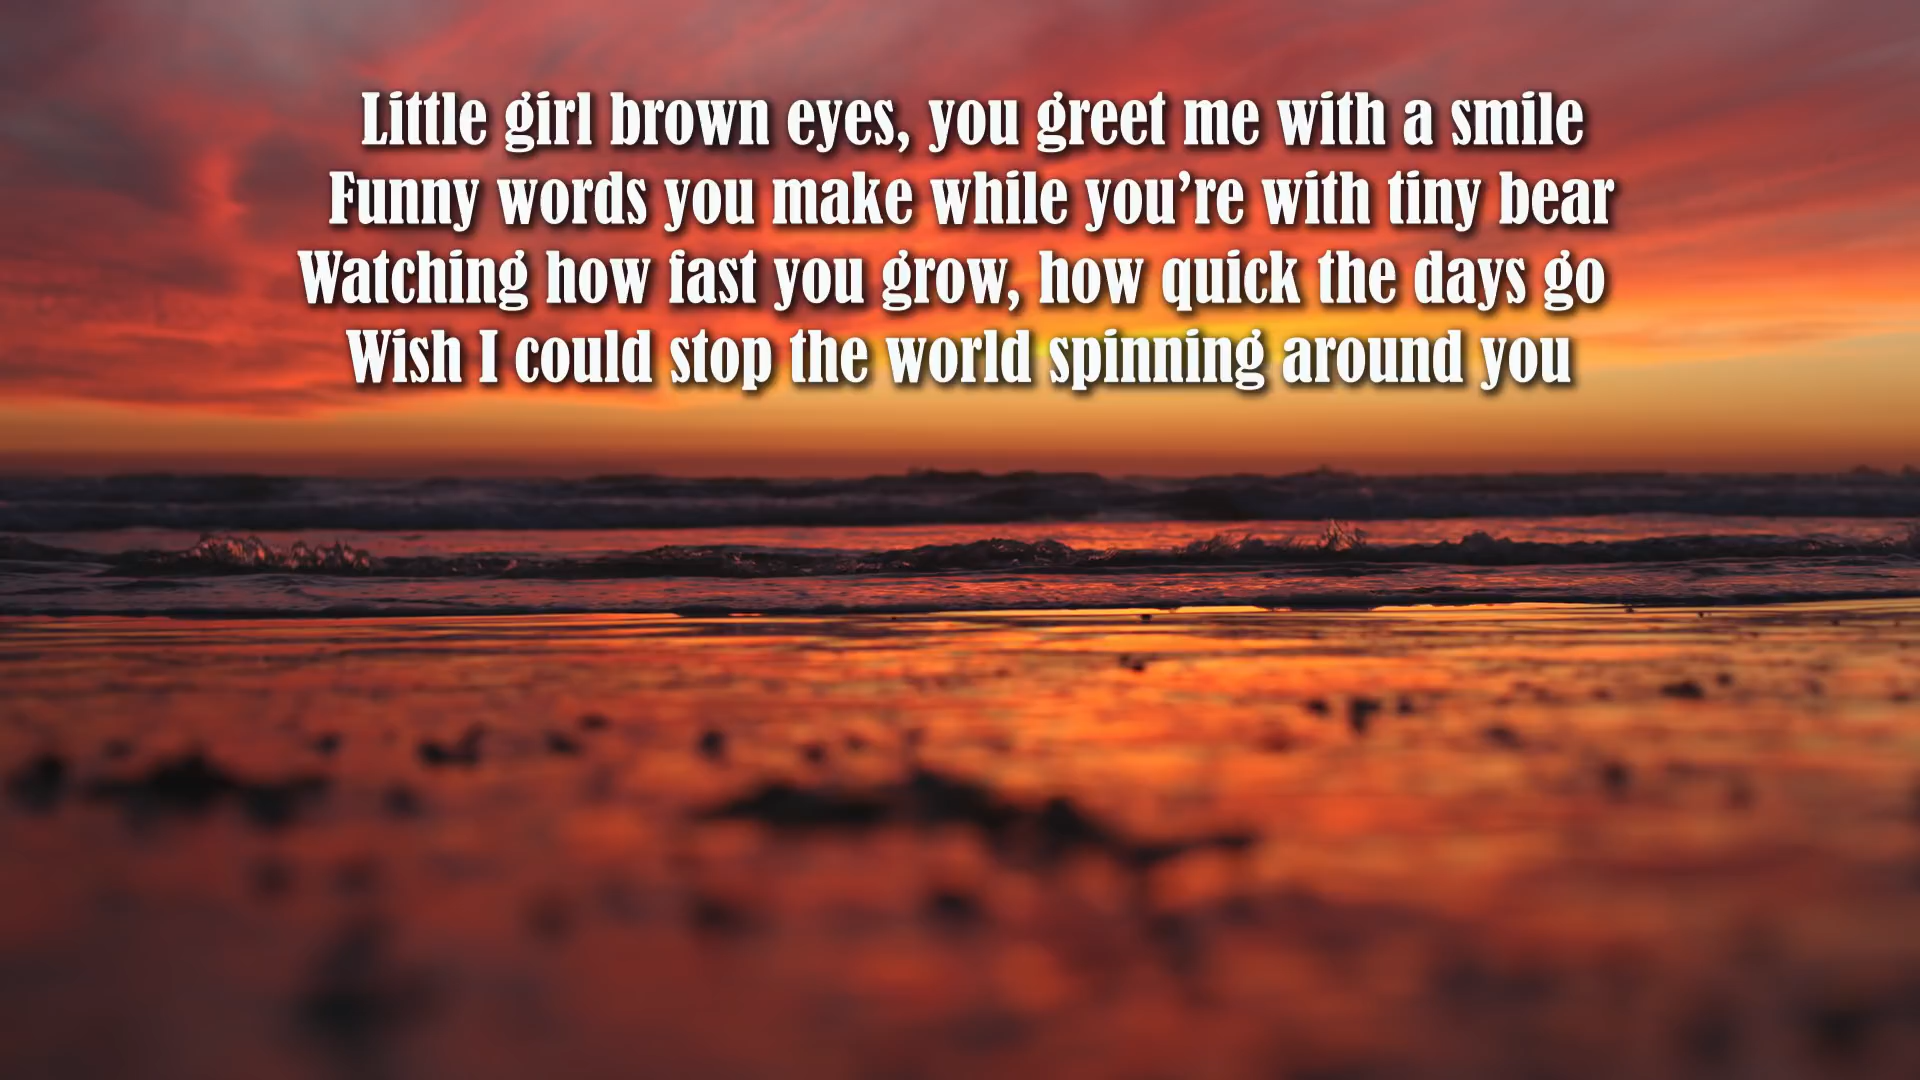 Little girl brown eyes, you greet me with a smile
Funny words you make while you’re with tiny bear
Watching how fast you grow, how quick the days go
Wish I could stop the world spinning around you